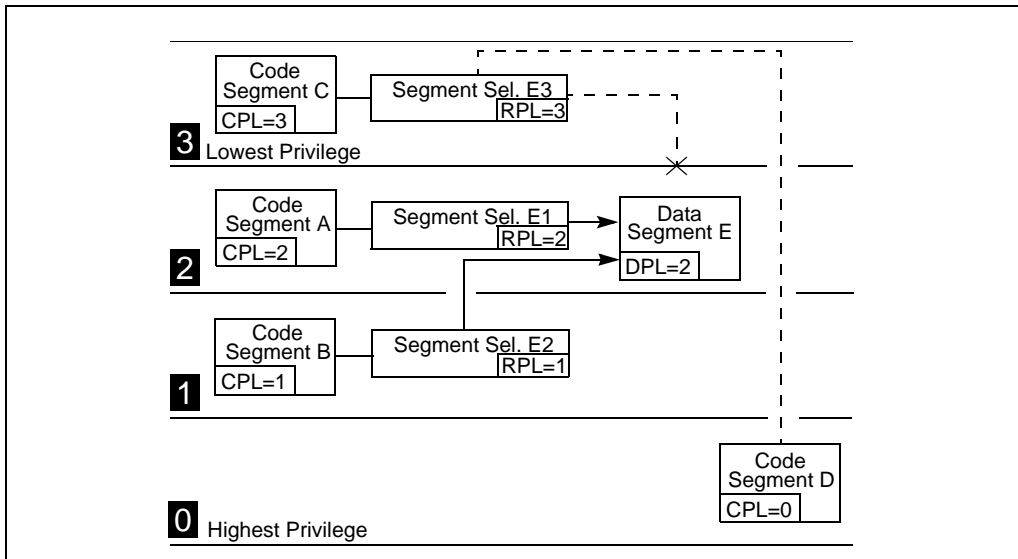 Code
Segment C
CPL=3
Segment Sel. E3
RPL=3
3
Lowest Privilege
Code
Segment A
CPL=2
Segment Sel. E1
RPL=2
Data
Segment E
DPL=2
2
Code
Segment B
CPL=1
Segment Sel. E2
RPL=1
1
Code
Segment D
CPL=0
0
Highest Privilege